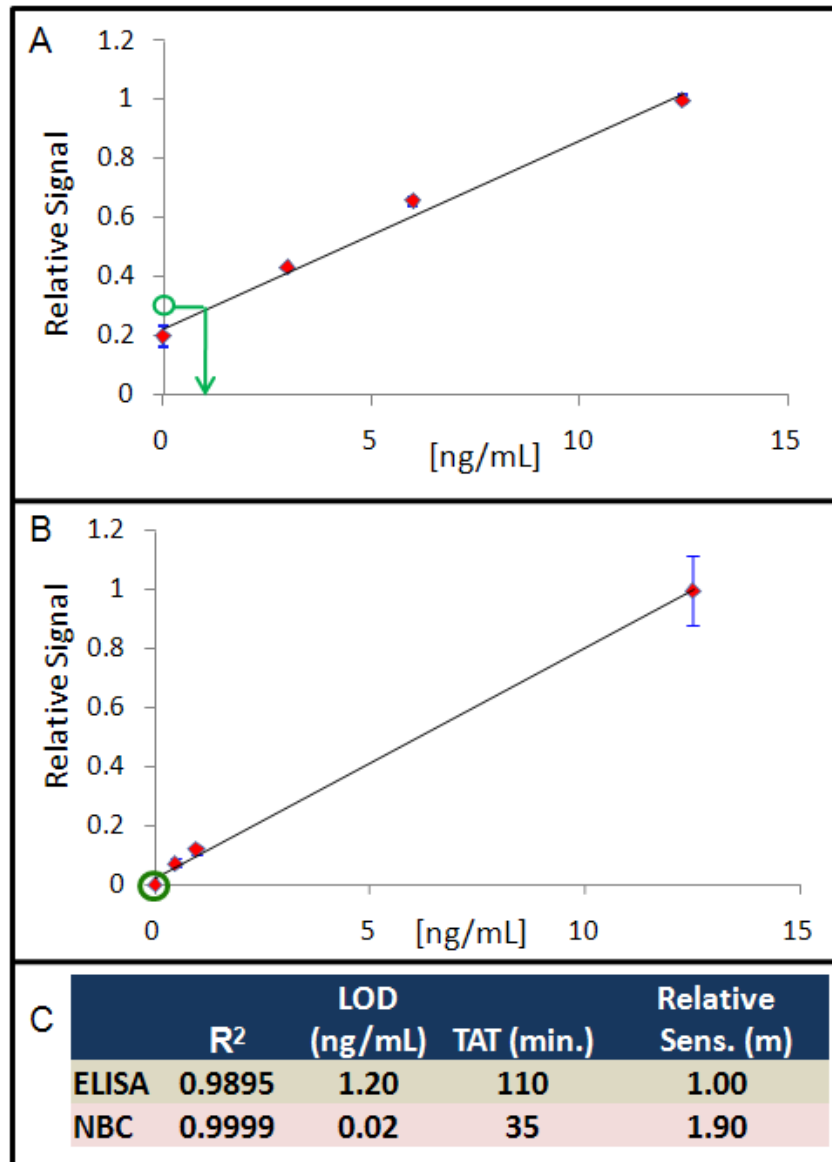 A
Relative Signal
1.2
1
0.8
0.6
0.4
0.2
0
0 5 10 15
[ng/mL]
B
Relative Signal
1.2
1
0.8
0.6
0.4
0.2
0
0 5 10 15
[ng/mL]
C
R² LOD (ng/mL) TAT (min.) Relative Sens. (m)
ELISA 0.9895 1.20 110 1.00
NBC 0.9999 0.02 35 1.90